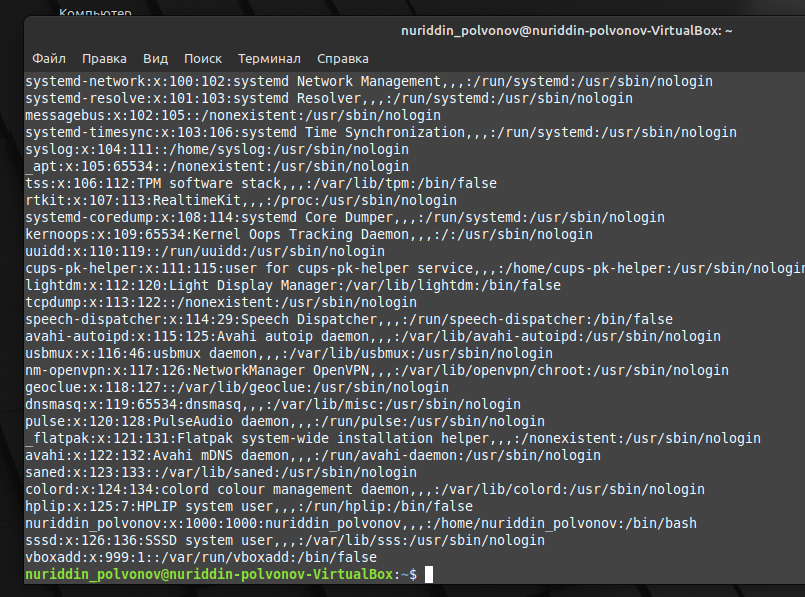 Компьютер
nuriddin_polvonov@nuriddin-polvonov-VirtualBox: ~
Файл Правка Вид Поиск Терминал Справка
systemd-network:x:100:102:systemd Network Management,,,:/run/systemd:/usr/sbin/nologin
systemd-resolve:x:101:103:systemd Resolver,,,:/run/systemd:/usr/sbin/nologin
messagebus:x:102:105::/nonexistent:/usr/sbin/nologin
systemd-timesync:x:103:106:systemd Time Synchronization,,,:/run/systemd:/usr/sbin/nologin
syslog:x:104:111::/home/syslog:/usr/sbin/nologin
_apt:x:105:65534::/nonexistent:/usr/sbin/nologin
tss:x:106:112:TPM software stack,,,:/var/lib/tpm:/bin/false
rtkit:x:107:113:RealtimeKit,,,:/proc:/usr/sbin/nologin
systemd-coredump:x:108:114:systemd Core Dumper,,,:/run/systemd:/usr/sbin/nologin
kernoops:x:109:65534:Kernel Oops Tracking Daemon,,,:/:/usr/sbin/nologin
uuidd:x:110:119::/run/uuidd:/usr/sbin/nologin
cups-pk-helper:x:111:115:user for cups-pk-helper service,,,:/home/cups-pk-helper:/usr/sbin/nologin
lightdm:x:112:120:Light Display Manager:/var/lib/lightdm:/bin/false
tcpdump:x:113:122::/nonexistent:/usr/sbin/nologin
speech-dispatcher:x:114:29:Speech Dispatcher,,,:/run/speech-dispatcher:/bin/false
avahi-autoipd:x:115:125:Avahi autoip daemon,,,:/var/lib/avahi-autoipd:/usr/sbin/nologin
usbmux:x:116:46:usbmux daemon,,,:/var/lib/usbmux:/usr/sbin/nologin
nm-openvpn:x:117:126:NetworkManager OpenVPN,,,:/var/lib/openvpn/chroot:/usr/sbin/nologin
geoclue:x:118:127::/var/lib/geoclue:/usr/sbin/nologin
dnsmasq:x:119:65534:dnsmasq,,,:/var/lib/misc:/usr/sbin/nologin
pulse:x:120:128:PulseAudio daemon,,,:/run/pulse:/usr/sbin/nologin
_flatpak:x:121:131:Flatpak system-wide installation helper,,,:/nonexistent:/usr/sbin/nologin
avahi:x:122:132:Avahi mDNS daemon,,,:/run/avahi-daemon:/usr/sbin/nologin
saned:x:123:133::/var/lib/saned:/usr/sbin/nologin
colord:x:124:134:colord colour management daemon,,,:/var/lib/colord:/usr/sbin/nologin
hplip:x:125:7:HPLIP system user,,,:/run/hplip:/bin/false
nuriddin_polvonov:x:1000:1000:nuriddin_polvonov,,,:/home/nuriddin_polvonov:/bin/bash
sssd:x:126:136:SSSD system user,,,:/var/lib/sss:/usr/sbin/nologin
vboxadd:x:999:1::/var/run/vboxadd:/bin/false
nuriddin_polvonov@nuriddin-polvonov-VirtualBox:~$